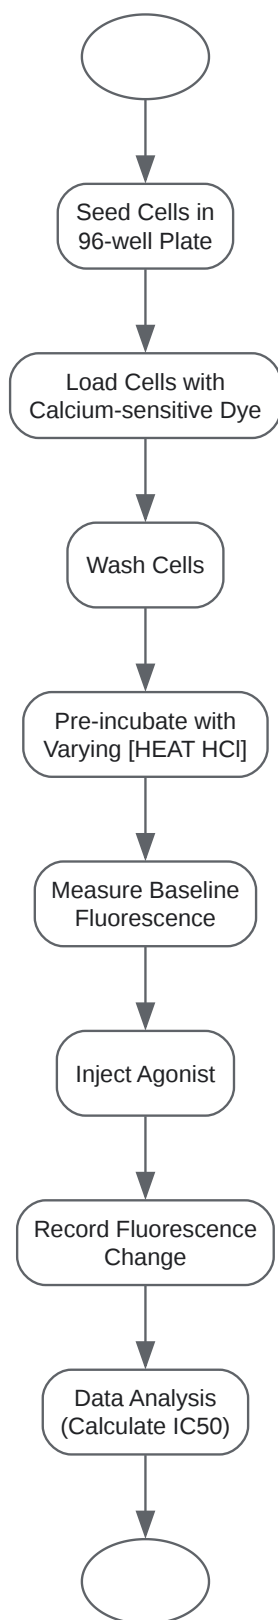 Seed Cells in
96-well Plate
Load Cells with
Calcium-sensitive Dye
Wash Cells
Pre-incubate with
Varying [HEAT HCl]
Measure Baseline
Fluorescence
Inject Agonist
Record Fluorescence
Change
Data Analysis
(Calculate IC50)